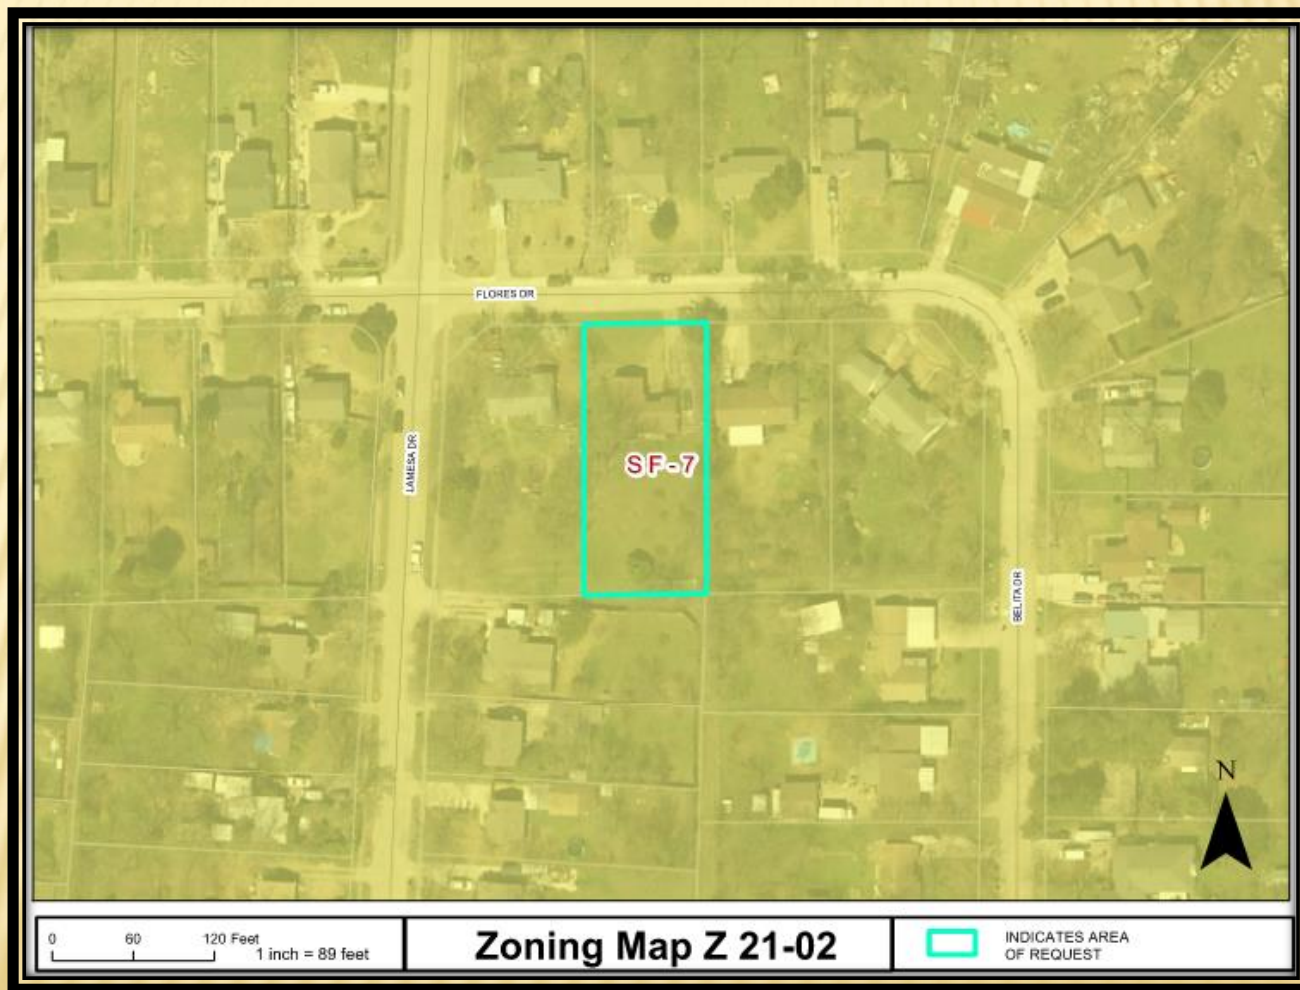 FLORES DR
LAMESA DR
SF-7
BELITA DR
N
0 60 120 Feet
1 inch = 89 feet
Zoning Map Z 21-02
INDICATES AREA
OF REQUEST